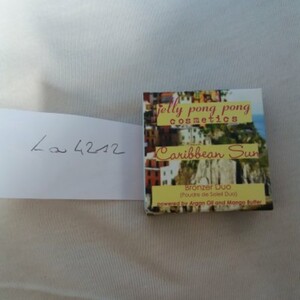 La 4212
jelly pong pong
cosmetics
Caribbean Sun
Bronzer Duo
(Poudre de Soleil Duo)
powered by Argan Oil and Mango Butter